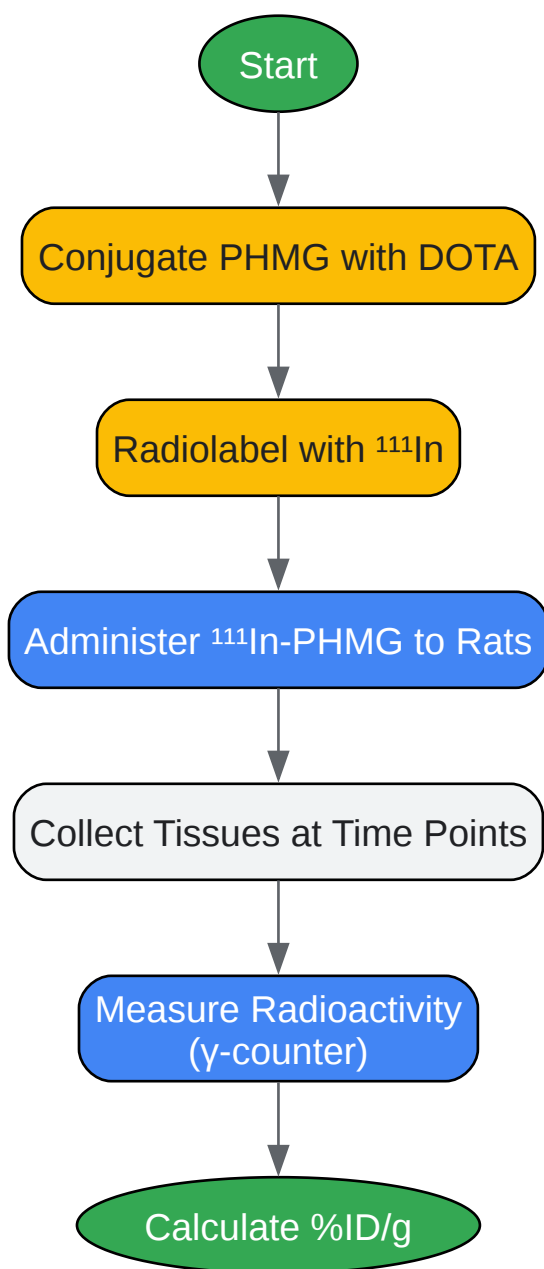 Start
Conjugate PHMG with DOTA
Radiolabel with ¹¹¹In
Administer ¹¹¹In-PHMG to Rats
Collect Tissues at Time Points
Measure Radioactivity
(γ-counter)
Calculate %ID/g